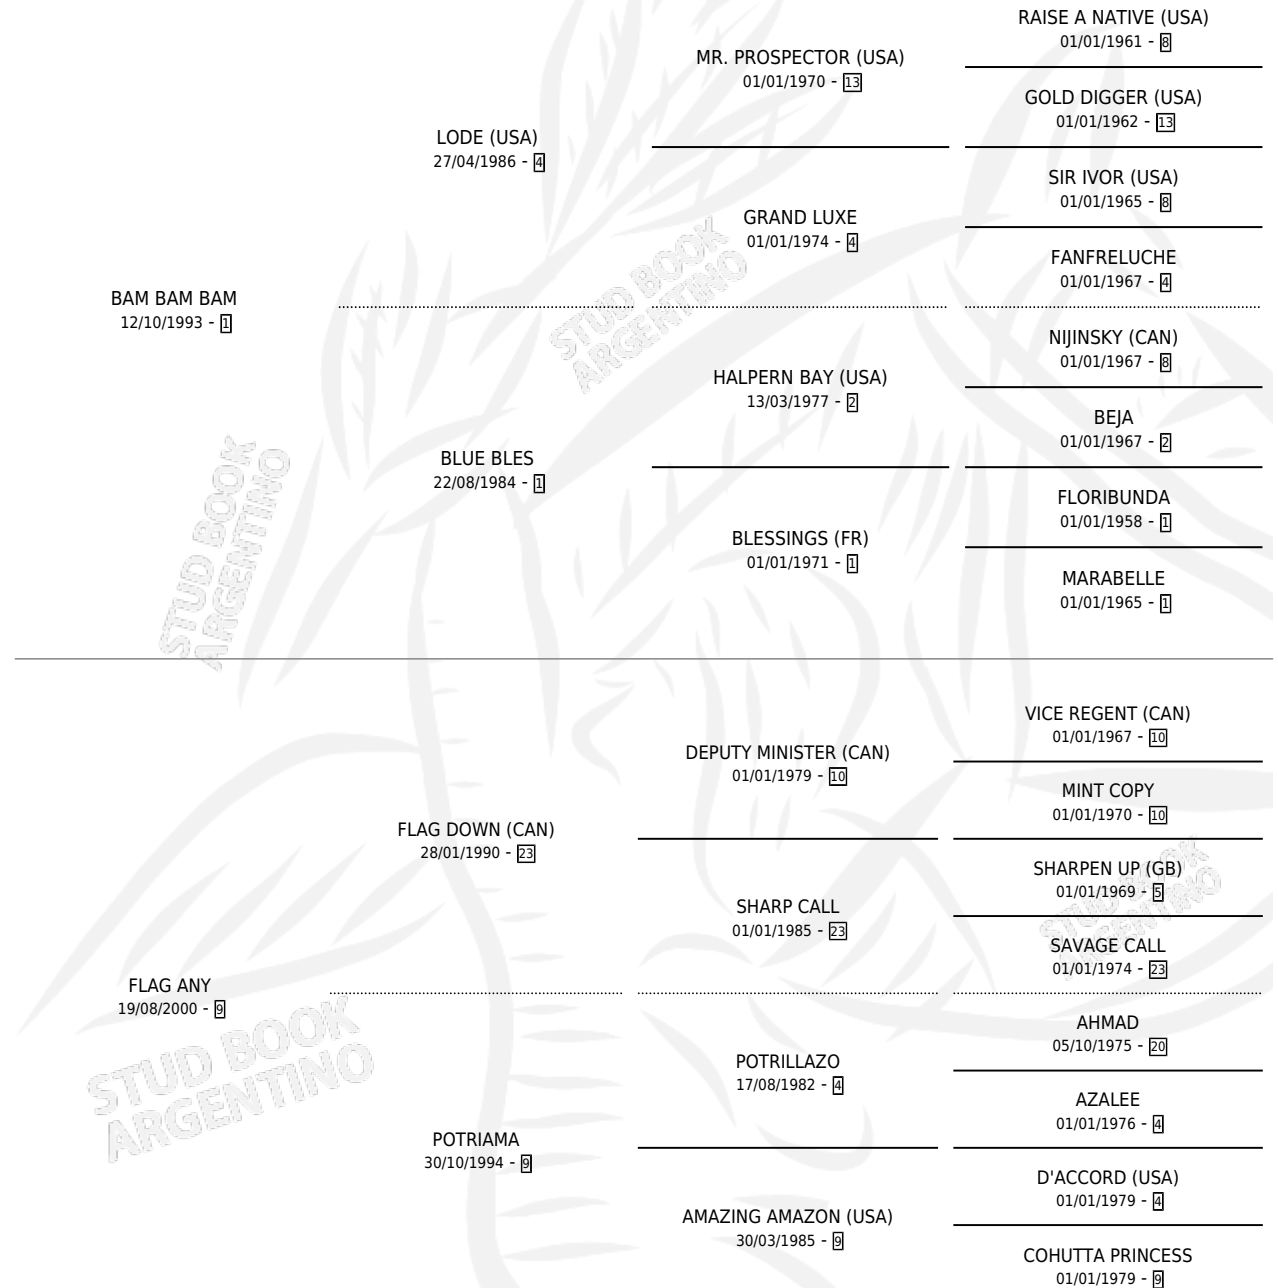 RAISE A NATIVE (USA)
01/01/1961 - 8
MR. PROSPECTOR (USA)
01/01/1970 - 13
GOLD DIGGER (USA)
01/01/1962 - 13
LODE (USA)
27/04/1986 - 4
SIR IVOR (USA)
01/01/1965 - 8
GRAND LUXE
01/01/1974 - 4
FANFRELUCHE
01/01/1967 - 4
BAM BAM BAM
12/10/1993 - 1
NIJINSKY (CAN)
01/01/1967 - 8
HALPERN BAY (USA)
13/03/1977 - 2
BEJA
01/01/1967 - 2
BLUE BLES
22/08/1984 - 1
FLORIBUNDA
01/01/1958 - 1
BLESSINGS (FR)
01/01/1971 - 1
MARABELLE
01/01/1965 - 1
VICE REGENT (CAN)
01/01/1967 - 10
DEPUTY MINISTER (CAN)
01/01/1979 - 10
MINT COPY
01/01/1970 - 10
FLAG DOWN (CAN)
28/01/1990 - 23
SHARPEN UP (GB)
01/01/1969 - 5
SHARP CALL
01/01/1985 - 23
SAVAGE CALL
01/01/1974 - 23
FLAG ANY
19/08/2000 - 9
AHMAD
05/10/1975 - 20
POTRILLAZO
17/08/1982 - 4
AZALEE
01/01/1976 - 4
POTRIAMA
30/10/1994 - 9
D'ACCORD (USA)
01/01/1979 - 4
AMAZING AMAZON (USA)
30/03/1985 - 9
COHUTTA PRINCESS
01/01/1979 - 9
STUD BOOK
ARGENTINO
STUD BOOK
ARGENTINO
STUD BOOK
ARGENTINO
STUD BOOK
ARGENTINO